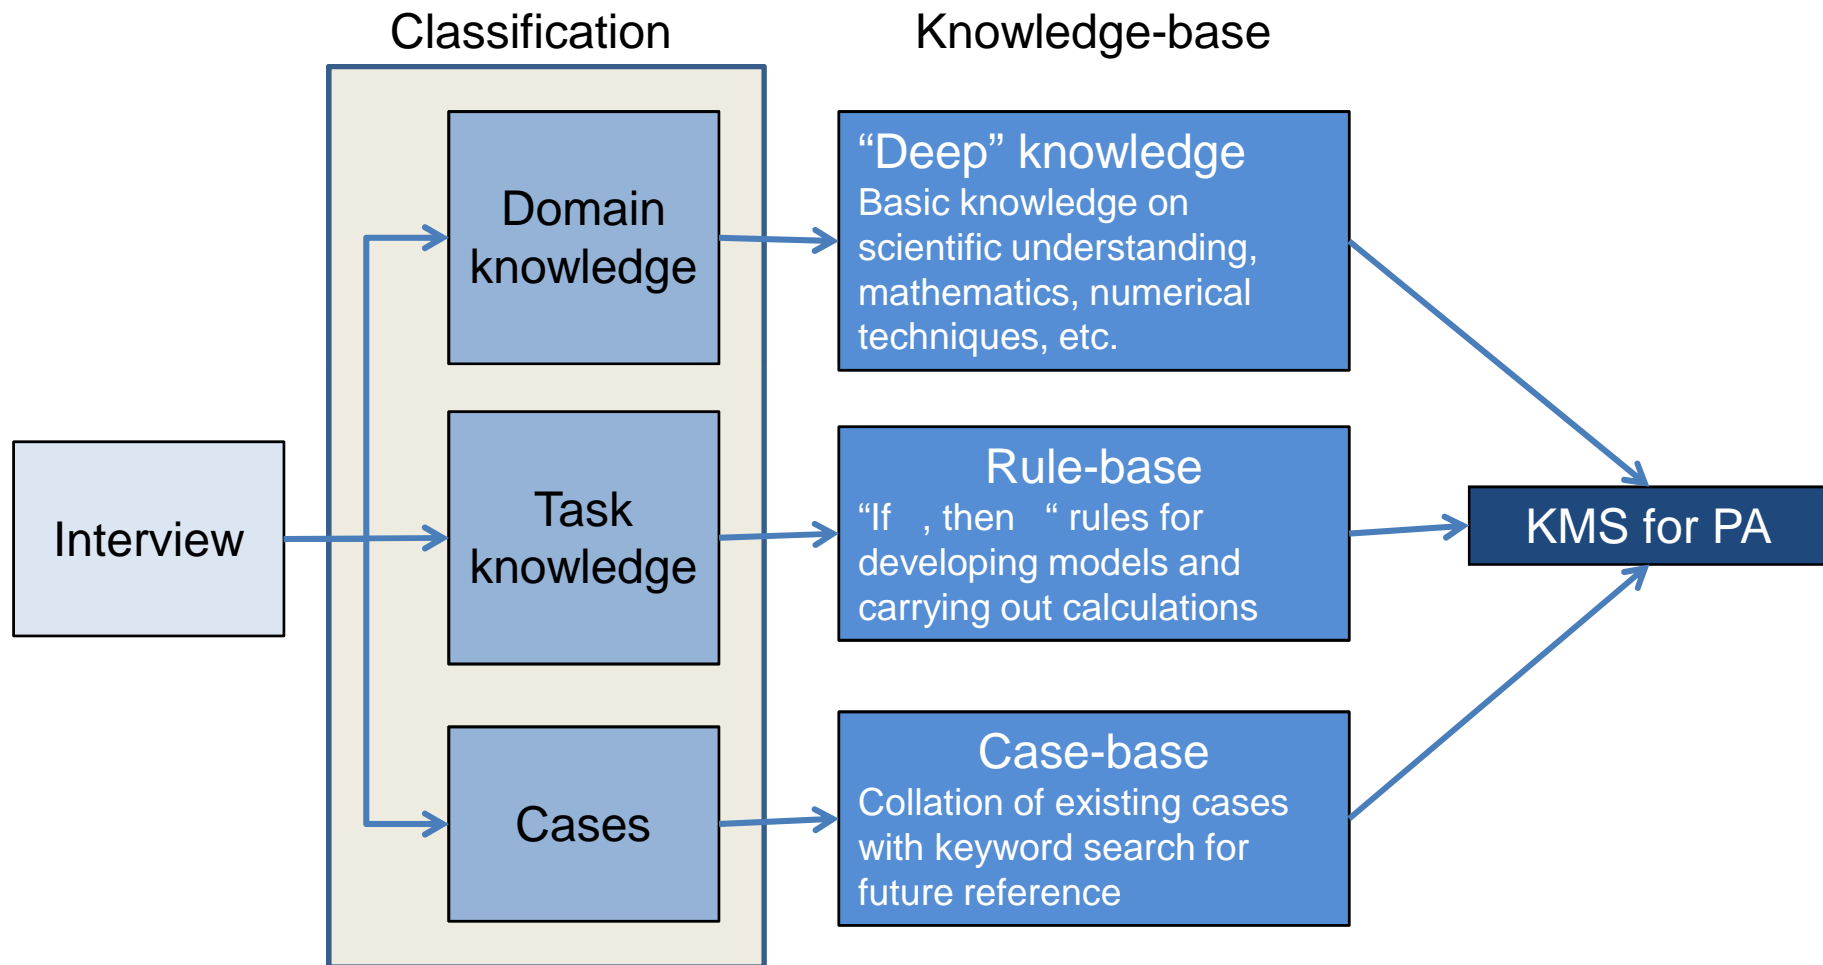 Classification
Knowledge-base
Domain
knowledge
“Deep” knowledge
Basic knowledge on
scientific understanding,
mathematics, numerical
techniques, etc.
Interview
Task
knowledge
Rule-base
“If   , then   “ rules for
developing models and
carrying out calculations
KMS for PA
Cases
Case-base
Collation of existing cases
with keyword search for
future reference